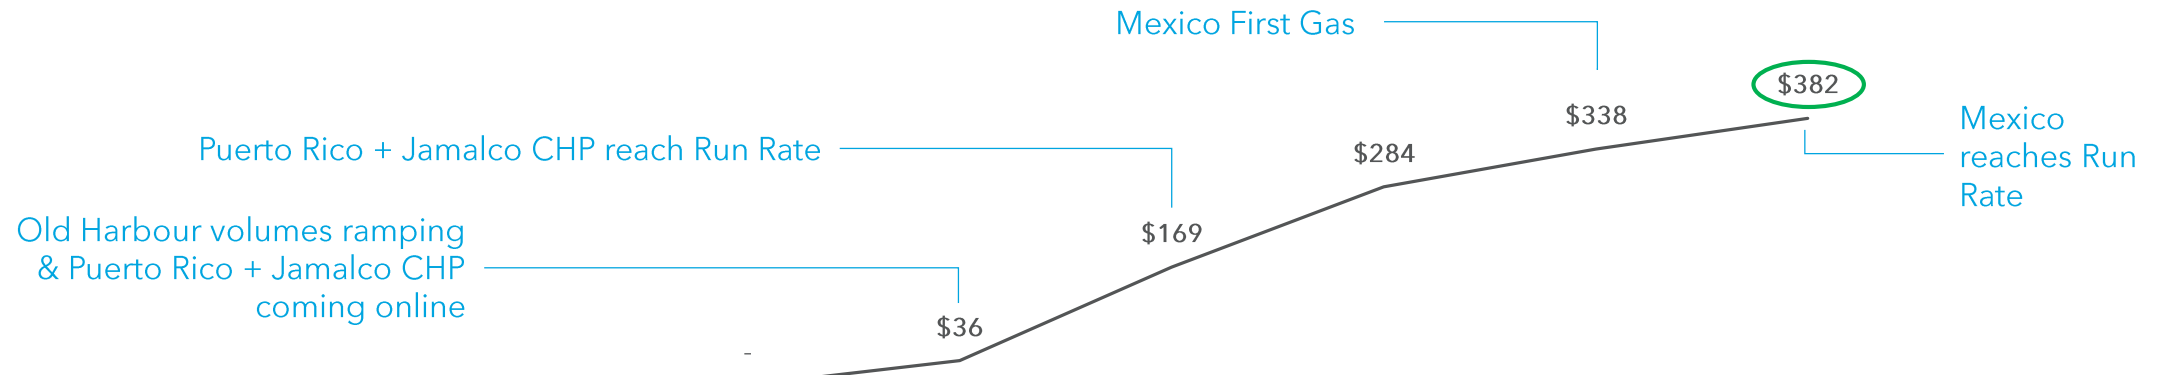 Mexico First Gas
$382
$338
Mexico
reaches Run
Rate
Puerto Rico + Jamalco CHP reach Run Rate
$284
$169
Old Harbour volumes ramping
& Puerto Rico + Jamalco CHP
coming online
$36
-